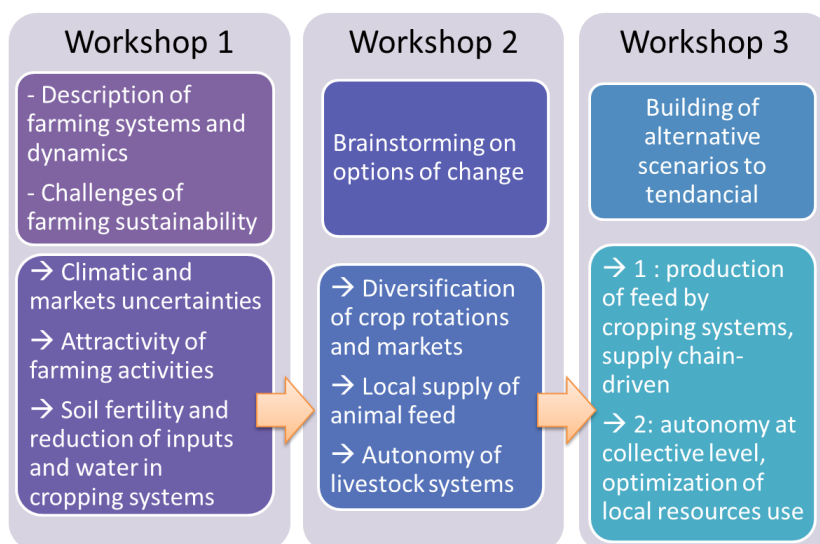 Workshop 1
- Description of
farming systems and
dynamics
- Challenges of
farming sustainability
→ Climatic and
markets uncertainties
→ Attractivity of
farming activities
→ Soil fertility and
reduction of inputs
and water in
cropping systems
Workshop 2
Brainstorming on
options of change
→ Diversification
of crop rotations
and markets
→ Local supply of
animal feed
→ Autonomy of
livestock systems
Workshop 3
Building of
alternative
scenarios to
tendancial
→ 1 : production
of feed by
cropping systems,
supply chain-
driven
→ 2: autonomy at
collective level,
optimization of
local resources use